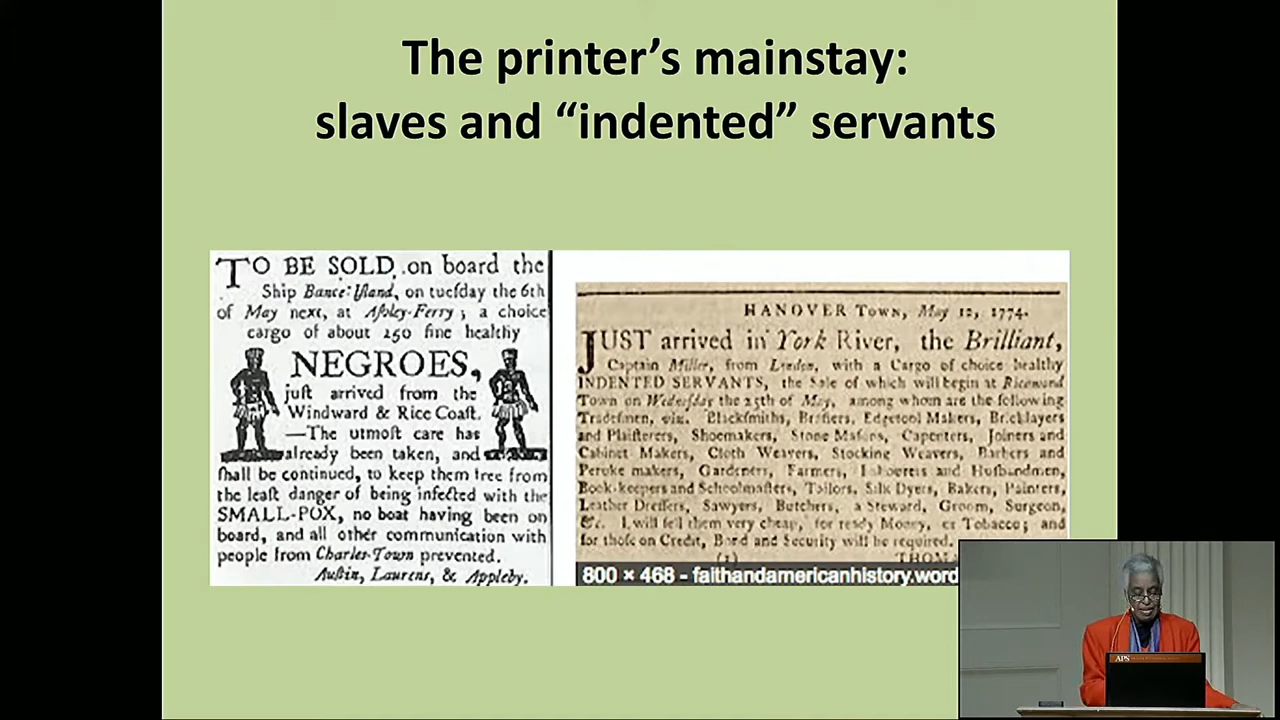 The printer’s mainstay:
slaves and “indented” servants
TO BE SOLD, on board the
Ship Bance-Yland, on tueſday the 6th
of May next, at Aſhley-Ferry; a choice
cargo of about 250 fine healthy
NEGROES,
juſt arrived from the
Windward & Rice Coaſt.
—The utmoſt care has
already been taken, and
ſhall be continued, to keep them free from
the leaſt danger of being infected with the
SMALL-POX, no boat having been on
board, and all other communication with
people from Charles-Town prevented.
Auſtin, Laurens, & Appleby.
HANOVER Town, May 12, 1774.
JUST arrived in York River, the Brilliant,
Captain Miller, from London, with a Cargo of choice healthy
INDENTED SERVANTS, the Sale of which will begin at Richmond
Town on Wedneſday the 25th of May, among whom are the following
Tradeſmen, viz. Blackſmiths, Braſiers, Edgetool Makers, Bricklayers
and Plaiſterers, Shoemakers, Stone Maſons, Carpenters, Joiners and
Cabinet Makers, Cloth Weavers, Stocking Weavers, Barbers and
Peruke makers, Gardeners, Farmers, Labourers and Huſbandmen,
Book-keepers and Schoolmaſters, Tailors, Silk Dyers, Bakers, Painters,
Leather Dreſſers, Sawyers, Butchers, a Steward, Groom, Surgeon,
&c. I will ſell them very cheap, for ready Money, or Tobacco; and
for thoſe on Credit, Bond and Security will be required.
(1) THOMA
800 × 468 - faithandamericanhistory.word
APS